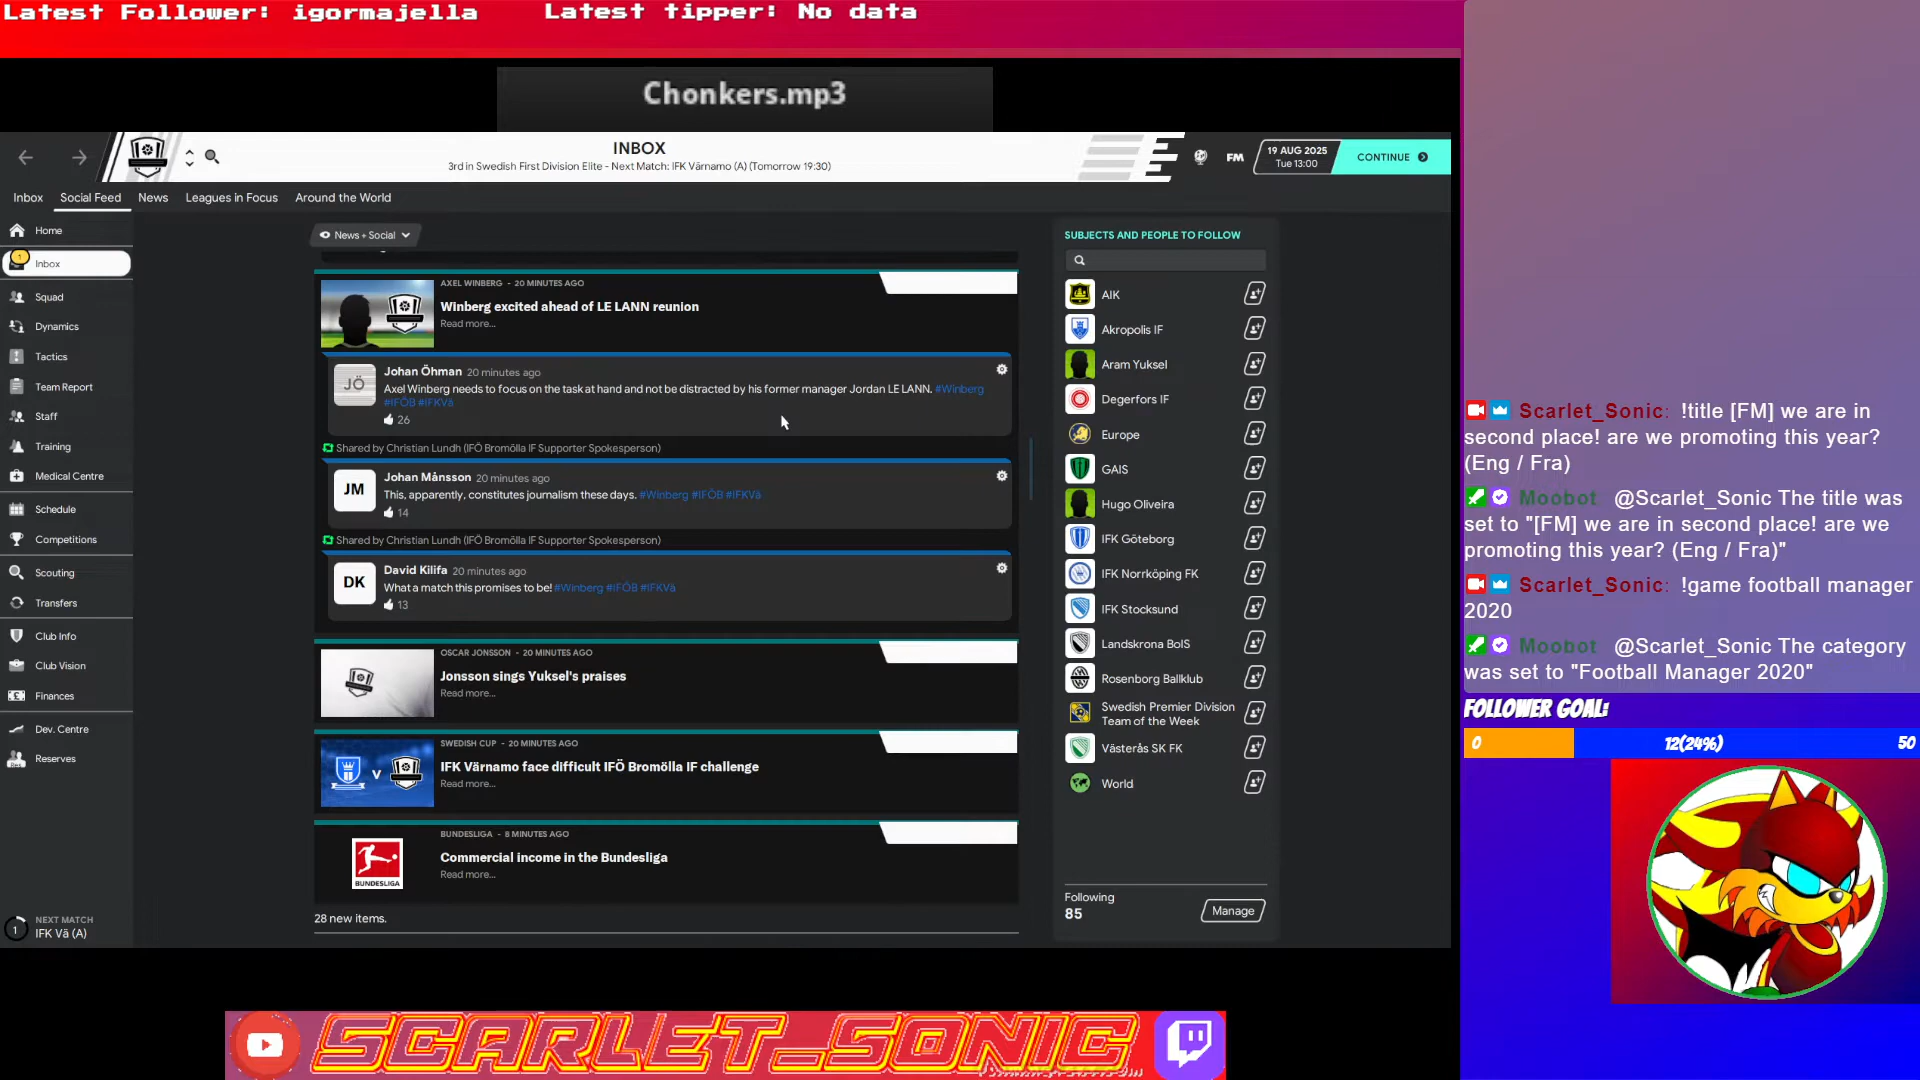 Latest Follower: igormajella
Latest tipper: No data
Chonkers.mp3
INBOX
3rd in Swedish First Division Elite - Next Match: IFK Värnamo (A) (Tomorrow 19:30)
FM
19 AUG 2025
Tue 13:00
CONTINUE
Inbox
Social Feed
News
Leagues in Focus
Around the World
Home
1
Inbox
Squad
Dynamics
Tactics
Team Report
Staff
Training
Medical Centre
Schedule
Competitions
Scouting
Transfers
Club Info
Club Vision
Finances
Dev. Centre
Reserves
1
NEXT MATCH
IFK Vä (A)
News + Social
AXEL WINBERG - 20 MINUTES AGO
Winberg excited ahead of LE LANN reunion
Read more...
JÖ
Johan Öhman 20 minutes ago
Axel Winberg needs to focus on the task at hand and not be distracted by his former manager Jordan LE LANN. #Winberg
#IFÖB #IFKVä
26
Shared by Christian Lundh (IFÖ Bromölla IF Supporter Spokesperson)
JM
Johan Månsson 20 minutes ago
This, apparently, constitutes journalism these days. #Winberg #IFÖB #IFKVä
14
Shared by Christian Lundh (IFÖ Bromölla IF Supporter Spokesperson)
DK
David Kilifa 20 minutes ago
What a match this promises to be! #Winberg #IFÖB #IFKVä
13
OSCAR JONSSON - 20 MINUTES AGO
Jonsson sings Yuksel's praises
Read more...
V
SWEDISH CUP - 20 MINUTES AGO
IFK Värnamo face difficult IFÖ Bromölla IF challenge
Read more...
BUNDESLIGA
BUNDESLIGA - 8 MINUTES AGO
Commercial income in the Bundesliga
Read more...
28 new items.
SUBJECTS AND PEOPLE TO FOLLOW
AIK
Akropolis IF
Aram Yuksel
Degerfors IF
Europe
GAIS
Hugo Oliveira
IFK Göteborg
IFK Norrköping FK
IFK Stocksund
Landskrona BoIS
Rosenborg Ballklub
Swedish Premier Division
Team of the Week
Västerås SK FK
World
Following
85
Manage
Scarlet_Sonic: !title [FM] we are in
second place! are we promoting this year?
(Eng / Fra)
Moobot @Scarlet_Sonic The title was
set to "[FM] we are in second place! are we
promoting this year? (Eng / Fra)"
Scarlet_Sonic: !game football manager
2020
Moobot @Scarlet_Sonic The category
was set to "Football Manager 2020"
FOLLOWER GOAL:
0
12(24%)
50
SCARLET_SONIC